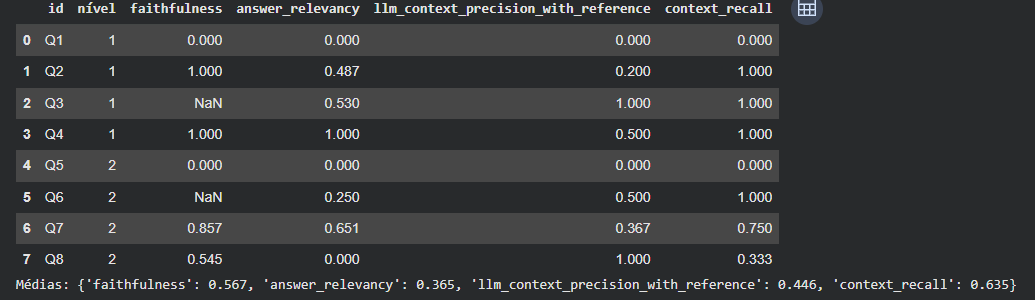 id nível faithfulness answer_relevancy llm_context_precision_with_reference context_recall
0 Q1 1 0.000 0.000 0.000 0.000
1 Q2 1 1.000 0.487 0.200 1.000
2 Q3 1 NaN 0.530 1.000 1.000
3 Q4 1 1.000 1.000 0.500 1.000
4 Q5 2 0.000 0.000 0.000 0.000
5 Q6 2 NaN 0.250 0.500 1.000
6 Q7 2 0.857 0.651 0.367 0.750
7 Q8 2 0.545 0.000 1.000 0.333
Médias: {'faithfulness': 0.567, 'answer_relevancy': 0.365, 'llm_context_precision_with_reference': 0.446, 'context_recall': 0.635}